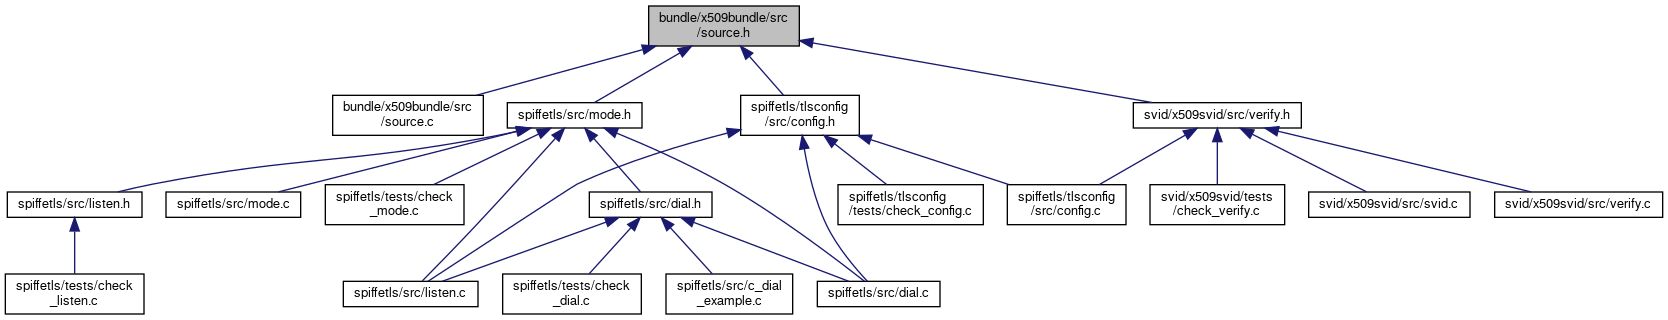 bundle/x509bundle/src
/source.h
bundle/x509bundle/src
/source.c
spiffetls/src/mode.h
spiffetls/tlsconfig
/src/config.h
svid/x509svid/src/verify.h
spiffetls/src/listen.h
spiffetls/src/mode.c
spiffetls/tests/check
_mode.c
spiffetls/src/dial.h
spiffetls/tlsconfig
/tests/check_config.c
spiffetls/tlsconfig
/src/config.c
svid/x509svid/tests
/check_verify.c
svid/x509svid/src/svid.c
svid/x509svid/src/verify.c
spiffetls/tests/check
_listen.c
spiffetls/src/listen.c
spiffetls/tests/check
_dial.c
spiffetls/src/c_dial
_example.c
spiffetls/src/dial.c